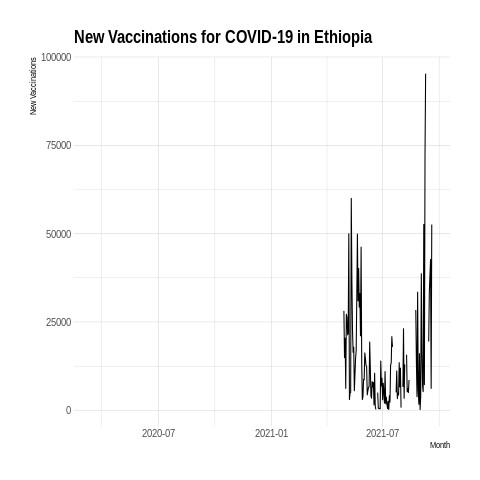 New Vaccinations for COVID-19 in Ethiopia
New Vaccinations
100000
75000
50000
25000
0
2020-07 2021-01 2021-07
Month